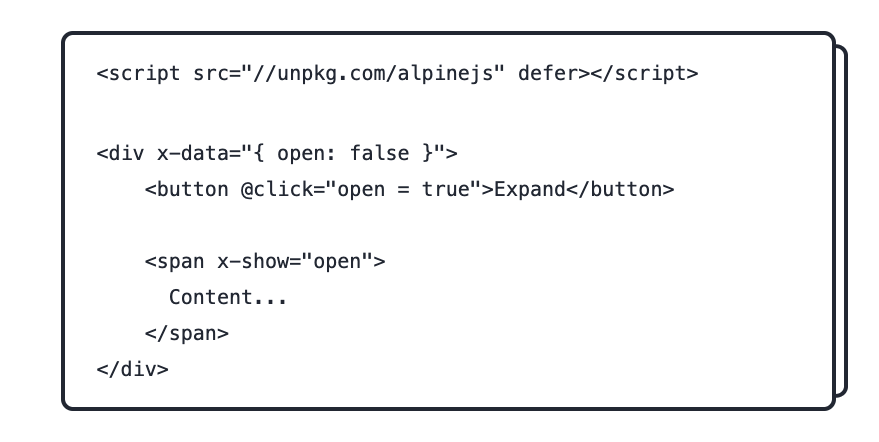 <script src="//unpkg.com/alpinejs" defer></script>

<div x-data="{ open: false }">
    <button @click="open = true">Expand</button>

    <span x-show="open">
      Content...
    </span>
</div>